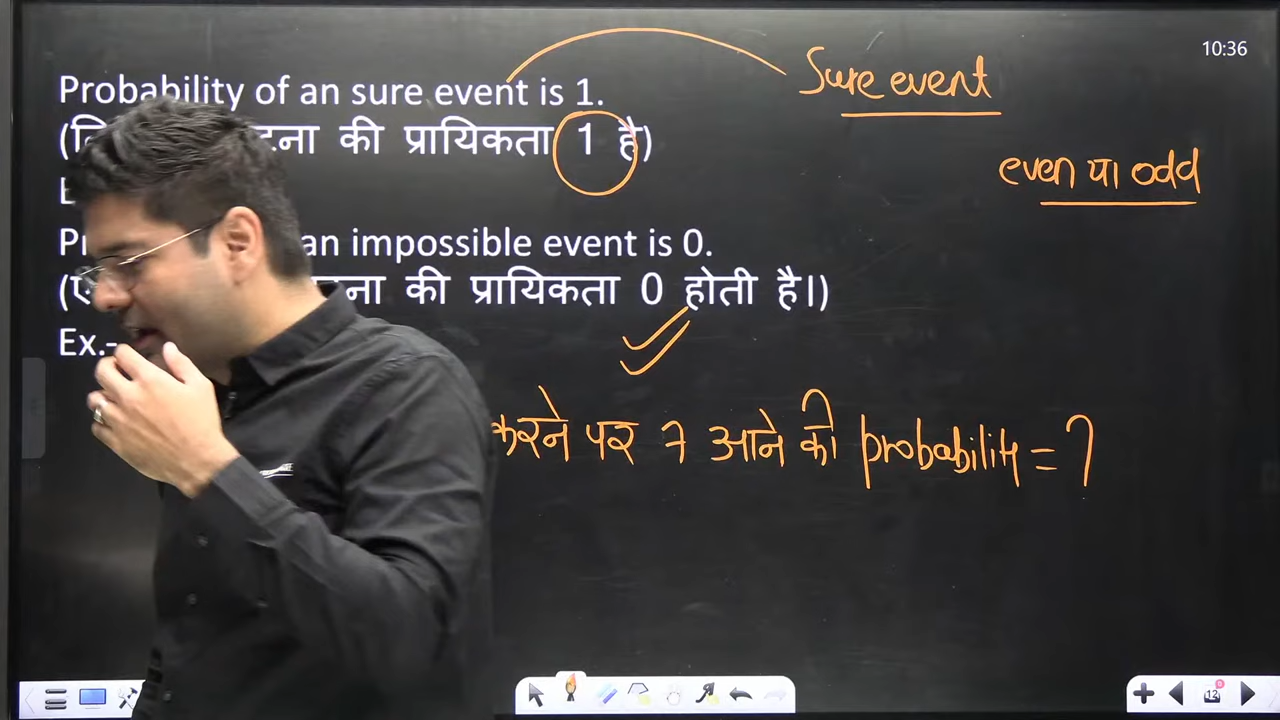 10:36
Probability of an sure event is 1.
Sure event
की प्रायिकता 1 है)
even या odd
an impossible event is 0.
की प्रायिकता 0 होती है।)
Ex.-
करने पर 7 आने की probability = ?
12